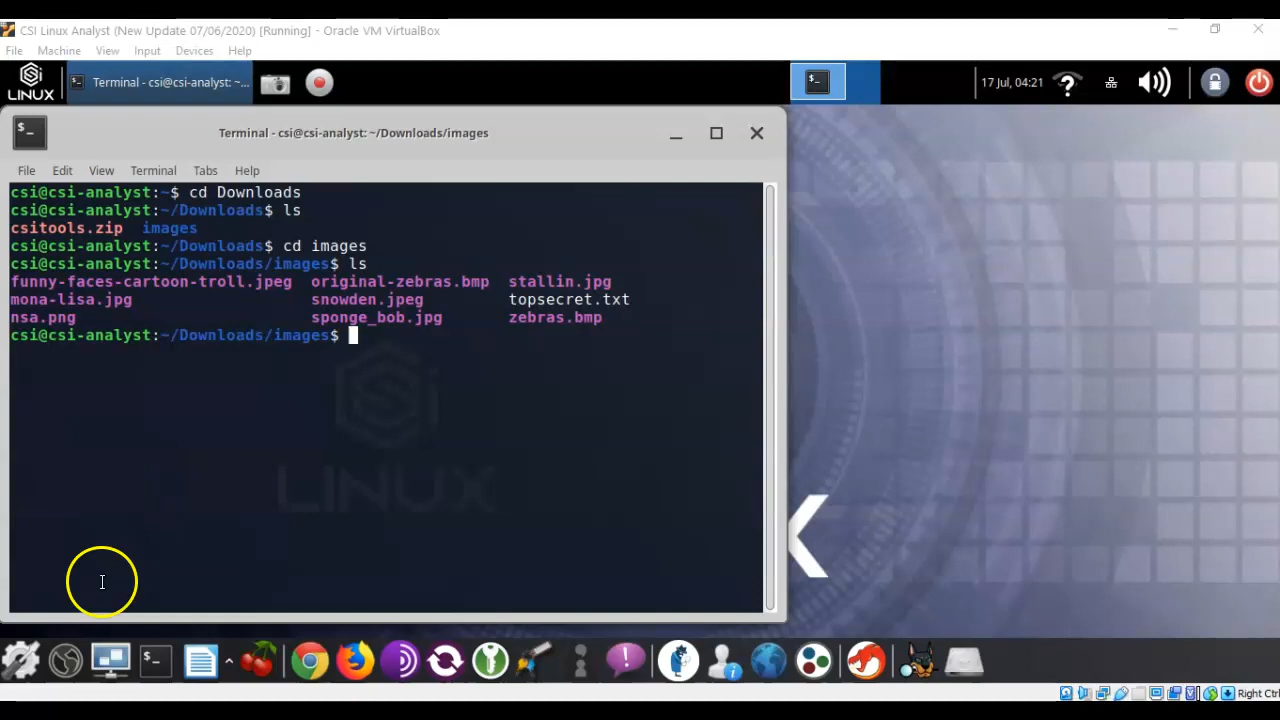 CSI Linux Analyst (New Update 07/06/2020) [Running] - Oracle VM VirtualBox
File Machine View Input Devices Help
LINUX
Terminal - csi@csi-analyst: ~...
17 Jul, 04:21
Terminal - csi@csi-analyst: ~/Downloads/images
File Edit View Terminal Tabs Help
csi@csi-analyst:~$ cd Downloads
csi@csi-analyst:~/Downloads$ ls
csitools.zip images
csi@csi-analyst:~/Downloads$ cd images
csi@csi-analyst:~/Downloads/images$ ls
funny-faces-cartoon-troll.jpeg original-zebras.bmp stallin.jpg
mona-lisa.jpg snowden.jpeg topsecret.txt
nsa.png sponge_bob.jpg zebras.bmp
csi@csi-analyst:~/Downloads/images$
LINUX
X
Right Ctrl